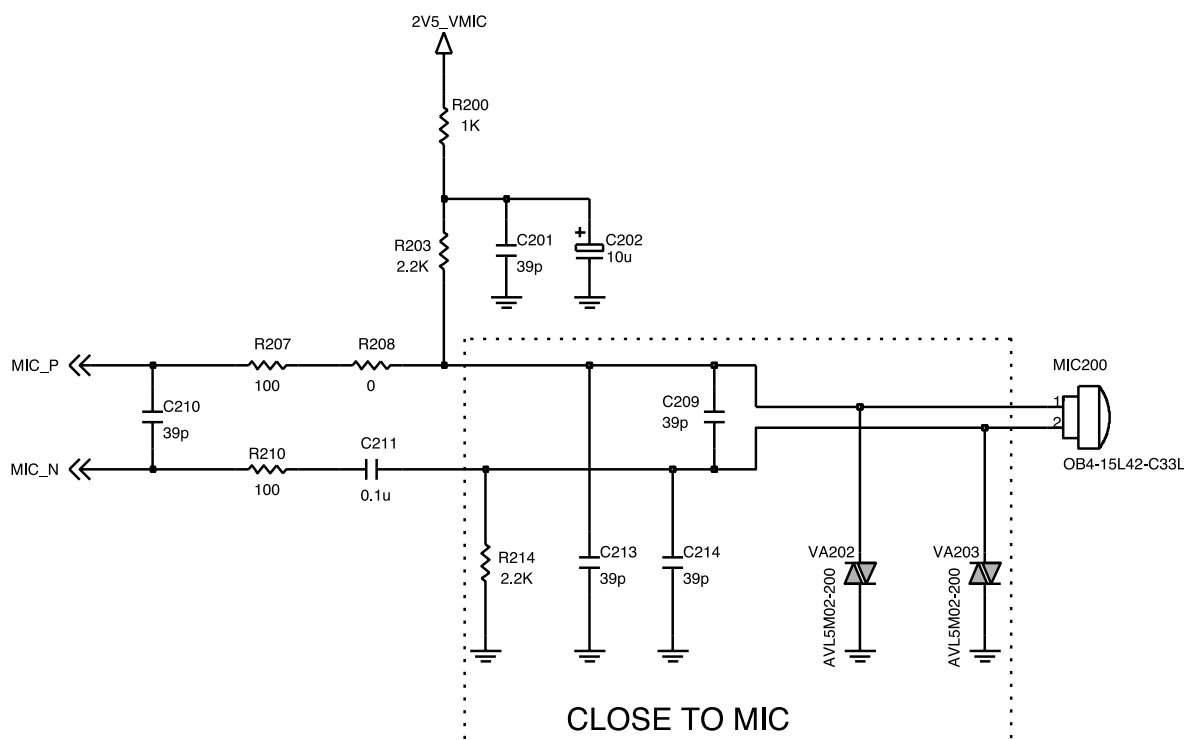 2V5_VMIC
R200
1K
R203
2.2K
C201
39p
+
C202
10u
MIC_P
R207
100
R208
0
C210
39p
C209
39p
MIC200
1
2
OB4-15L42-C33L
MIC_N
R210
100
C211
0.1u
R214
2.2K
C213
39p
C214
39p
VA202
AVL5M02-200
VA203
AVL5M02-200
CLOSE TO MIC